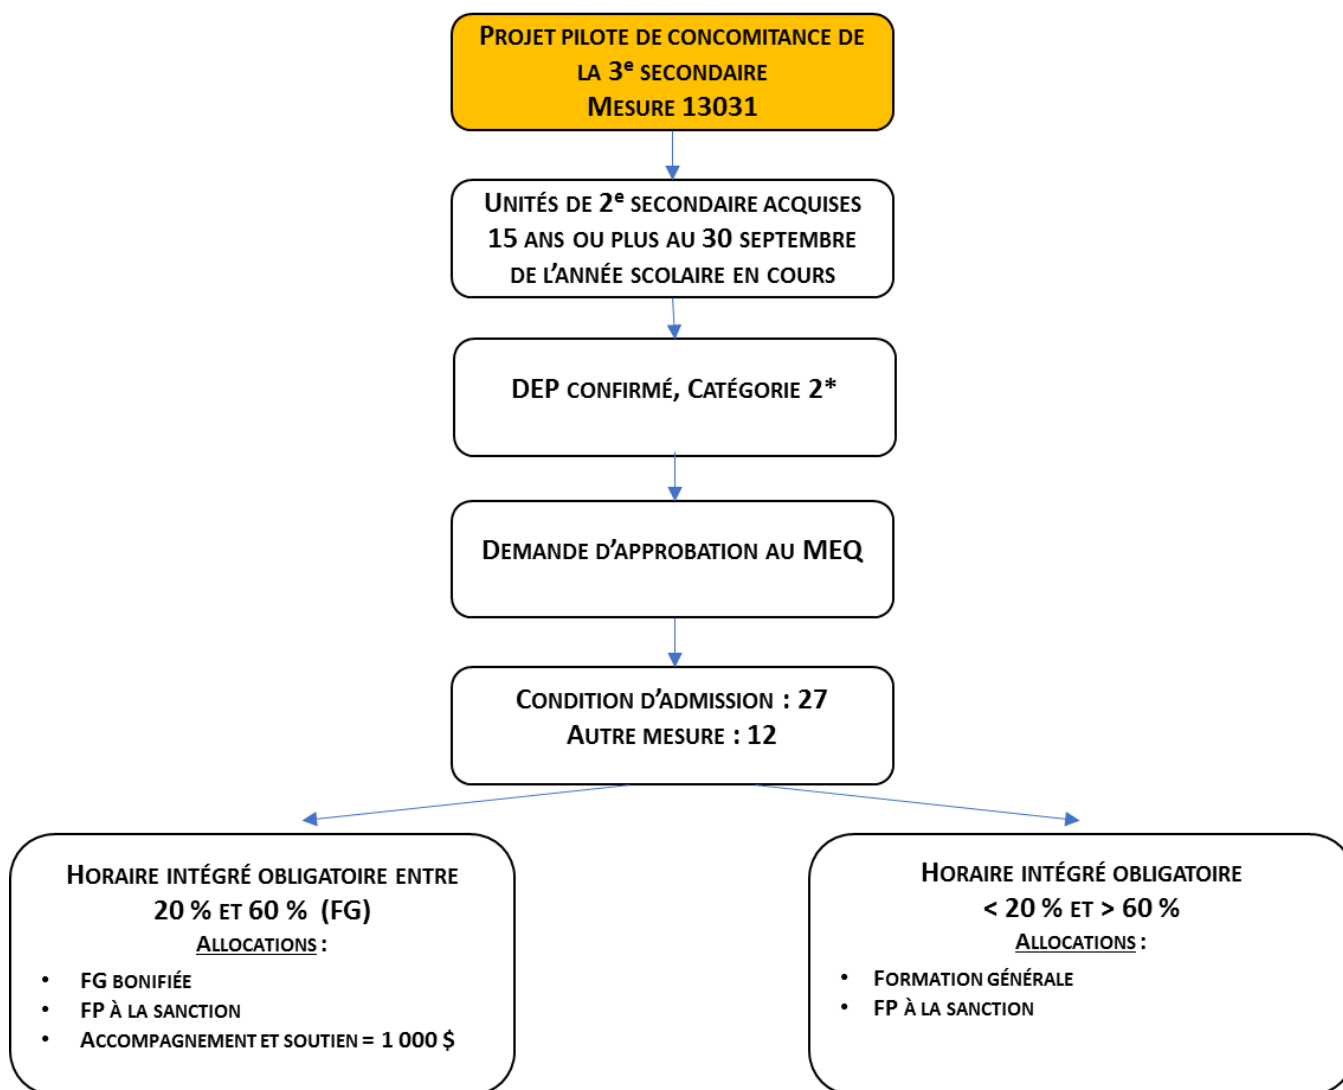 PROJET PILOTE DE CONCOMITANCE DE
LA 3e SECONDAIRE
MESURE 13031
UNITÉS DE 2e SECONDAIRE ACQUISES
15 ANS OU PLUS AU 30 SEPTEMBRE
DE L'ANNÉE SCOLAIRE EN COURS
DEP CONFIRMÉ, CATÉGORIE 2*
DEMANDE D'APPROBATION AU MEQ
CONDITION D'ADMISSION : 27
AUTRE MESURE : 12
HORAIRE INTÉGRÉ OBLIGATOIRE ENTRE
20 % ET 60 % (FG)
ALLOCATIONS :
• FG BONIFIÉE
• FP À LA SANCTION
• ACCOMPAGNEMENT ET SOUTIEN = 1 000 $
HORAIRE INTÉGRÉ OBLIGATOIRE
< 20 % ET > 60 %
ALLOCATIONS :
• FORMATION GÉNÉRALE
• FP À LA SANCTION